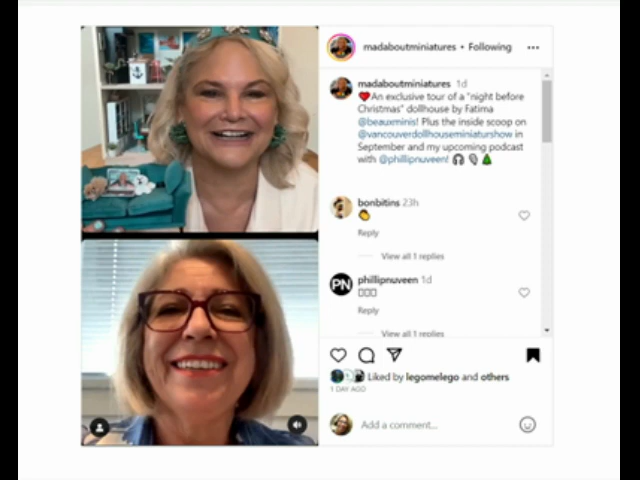 madaboutminiatures • Following
madaboutminiatures 1d
❤️An exclusive tour of a "night before
Christmas" dollhouse by Fatima
@beauxminis! Plus the inside scoop on
@vancouverdollhouseminiaturshow in
September and my upcoming podcast
with @phillipnuveen! 🎧 🎙 🎄
bonbitins 23h
👏
Reply
View all 1 replies
PN
phillipnuveen 1d
▯▯▯
Reply
View all 1 replies
Liked by legomelego and others
1 DAY AGO
Add a comment...